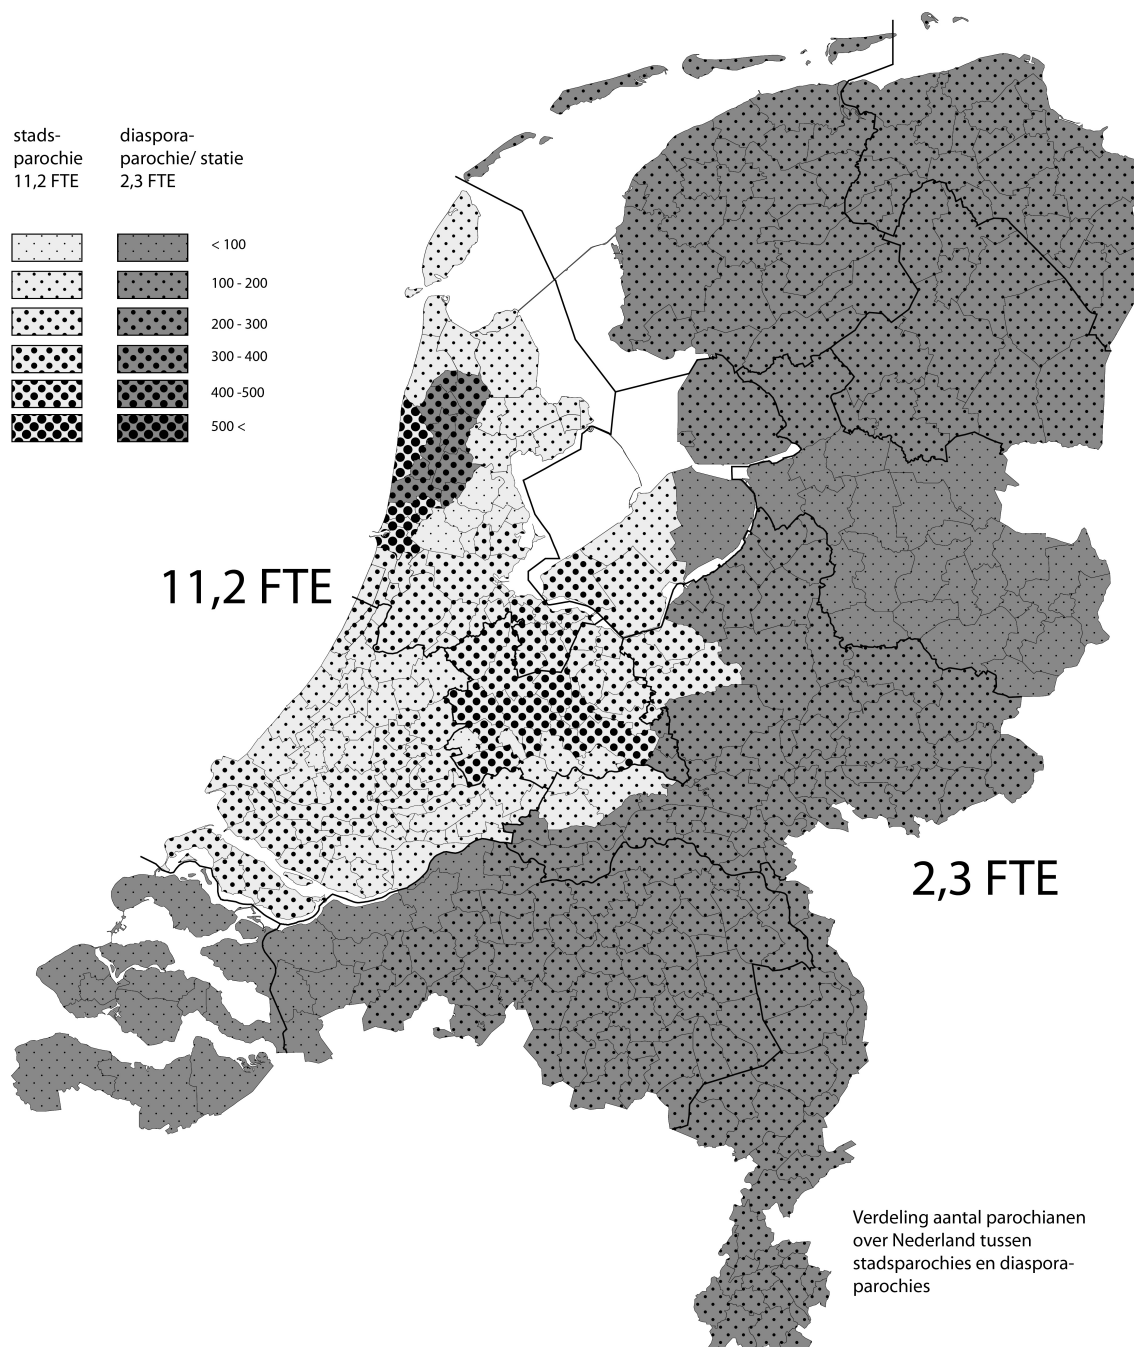 stads-
parochie
11,2 FTE
diaspora-
parochie/ statie
2,3 FTE
< 100
100 - 200
200 - 300
300 - 400
400 -500
500 <
11,2 FTE
2,3 FTE
Verdeling aantal parochianen
over Nederland tussen
stadsparochies en diaspora-
parochies